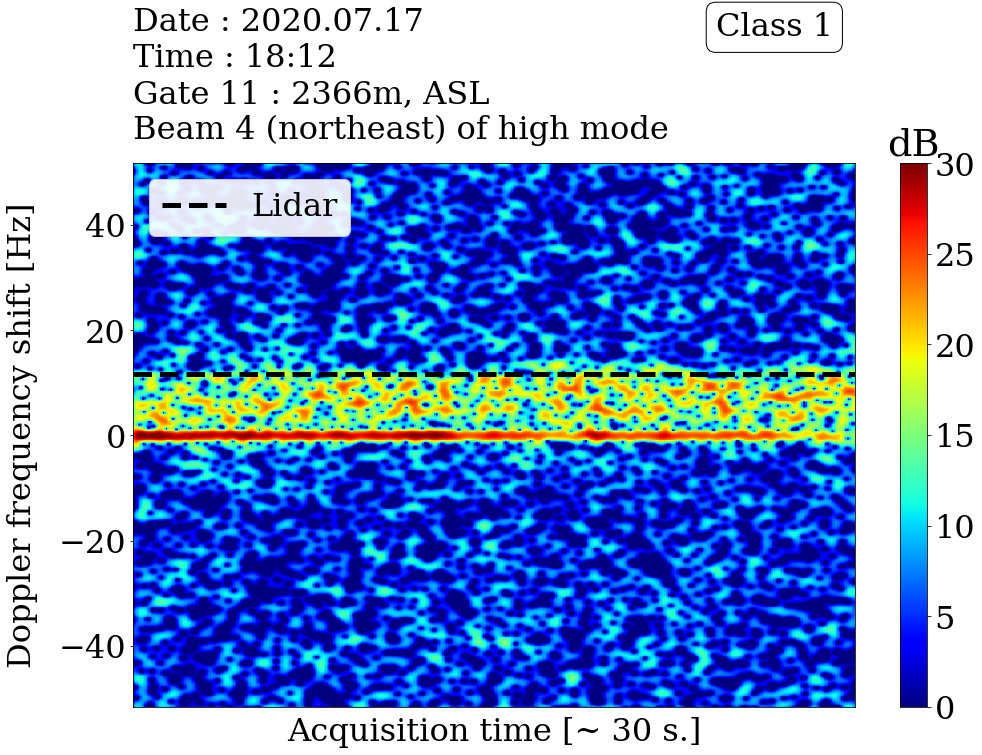 Date : 2020.07.17
Time : 18:12
Gate 11 : 2366m, ASL
Beam 4 (northeast) of high mode
Class 1
dB
Lidar
Doppler frequency shift [Hz]
40
20
0
−20
−40
Acquisition time [~ 30 s.]
30
25
20
15
10
5
0